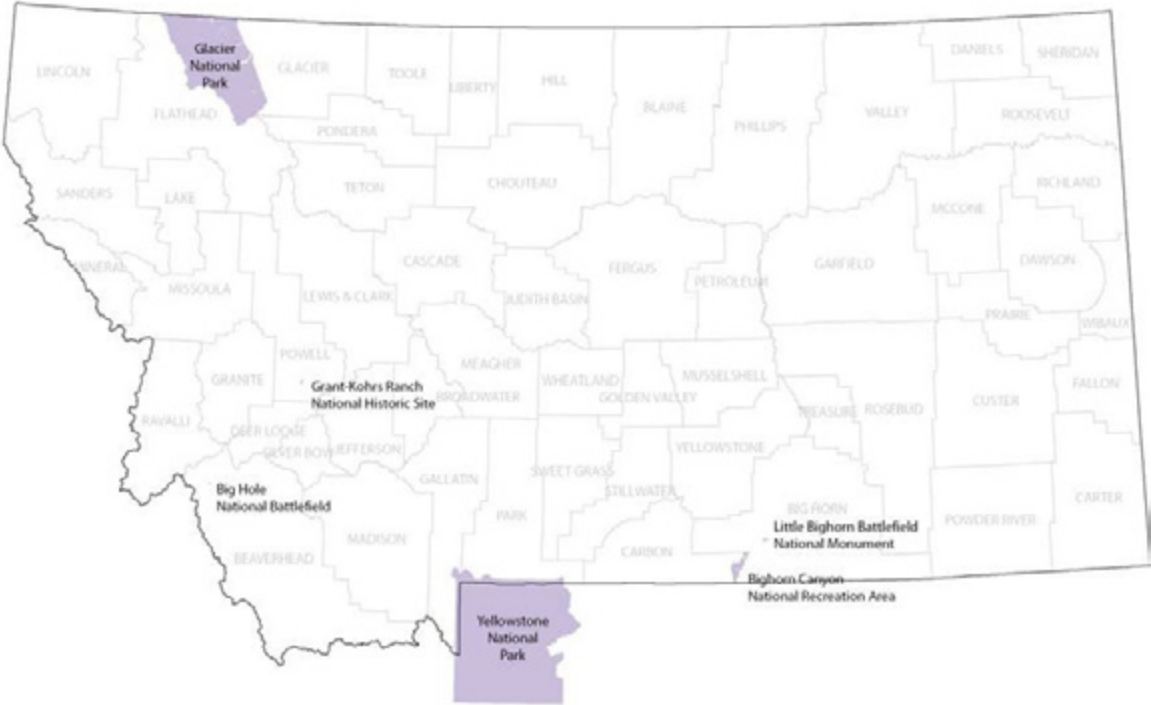 Glacier
National
Park
LINCOLN
GLACIER
TOOLE
LIBERTY
HILL
BLAINE
PHILLIPS
VALLEY
DANIELS
SHERIDAN
ROOSEVELT
FLATHEAD
PONDERA
SANDERS
LAKE
TETON
CHOUTEAU
RICHLAND
MCCONE
MINERAL
MISSOULA
LEWIS & CLARK
CASCADE
JUDITH BASIN
FERGUS
PETROLEUM
GARFIELD
DAWSON
PRAIRIE
WIBAUX
POWELL
GRANITE
MEAGHER
Grant-Kohrs Ranch
National Historic Site
BROADWATER
WHEATLAND
GOLDEN VALLEY
MUSSELSHELL
TREASURE
ROSEBUD
CUSTER
FALLON
RAVALLI
DEER LODGE
SILVER BOW
JEFFERSON
GALLATIN
SWEET GRASS
STILLWATER
YELLOWSTONE
Big Hole
National Battlefield
PARK
BIG HORN
POWDER RIVER
CARTER
Little Bighorn Battlefield
National Monument
BEAVERHEAD
MADISON
CARBON
Bighorn Canyon
National Recreation Area
Yellowstone
National
Park